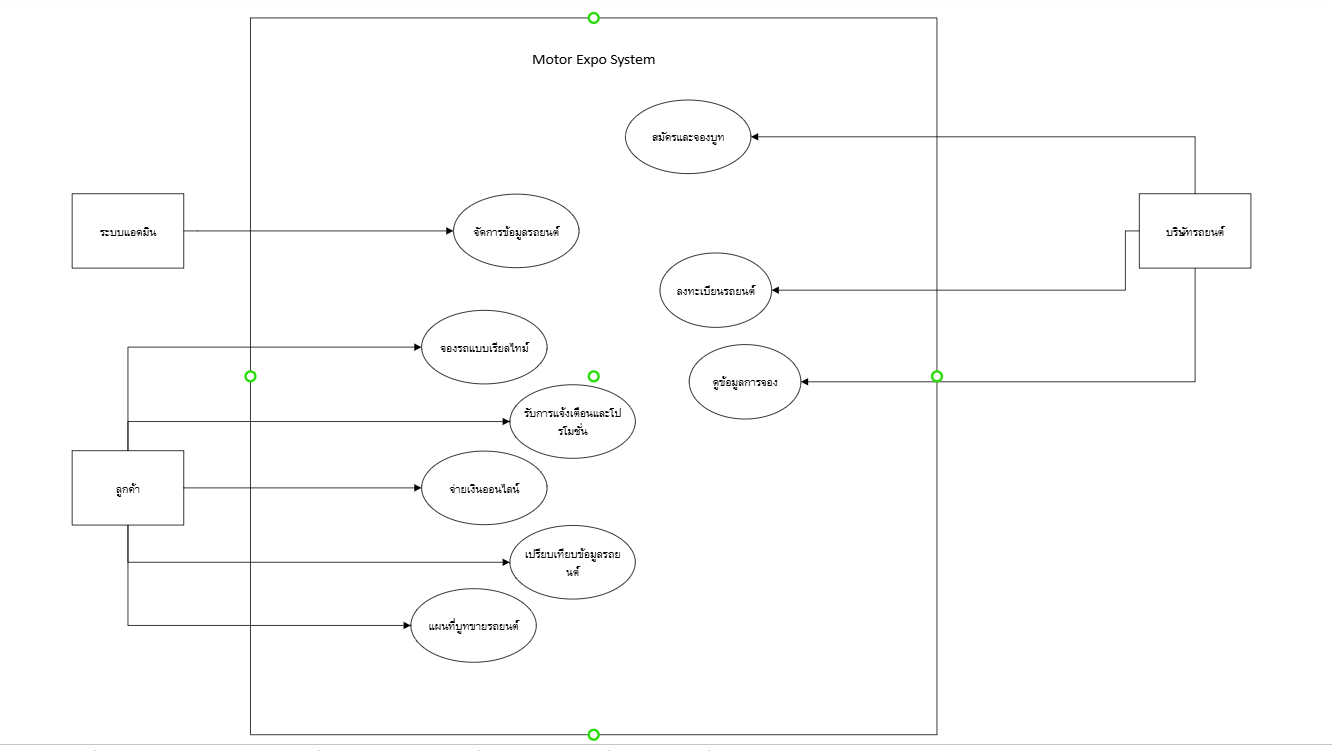 Motor Expo System
สมัครและจองบูท
ระบบแอดมิน
จัดการข้อมูลรถยนต์
บริษัทรถยนต์
ลงทะเบียนรถยนต์
จองรถแบบเรียลไทม์
ดูข้อมูลการจอง
รับการแจ้งเตือนและโป
รโมชั่น
ลูกค้า
จ่ายเงินออนไลน์
เปรียบเทียบข้อมูลรถย
นต์
แผนที่บูทขายรถยนต์